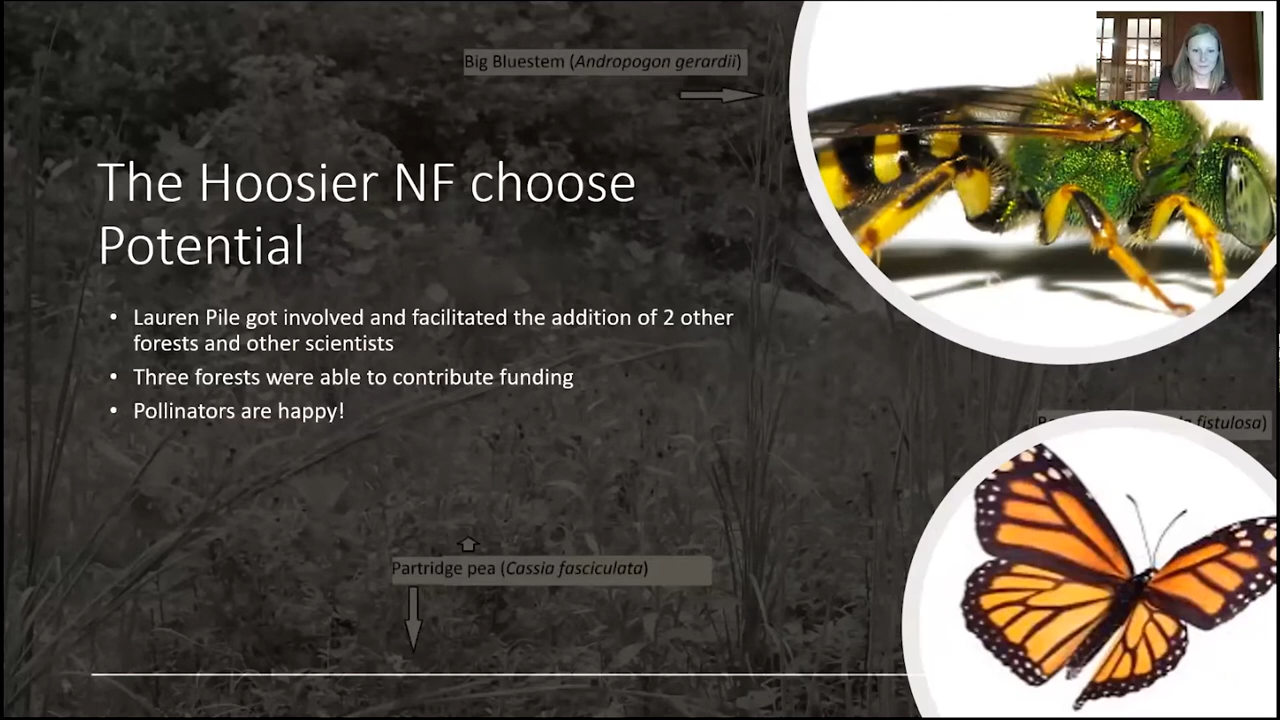 Big Bluestem (Andropogon gerardii)
The Hoosier NF choose
Potential
• Lauren Pile got involved and facilitated the addition of 2 other
forests and other scientists
• Three forests were able to contribute funding
• Pollinators are happy!
fistulosa)
Partridge pea (Cassia fasciculata)